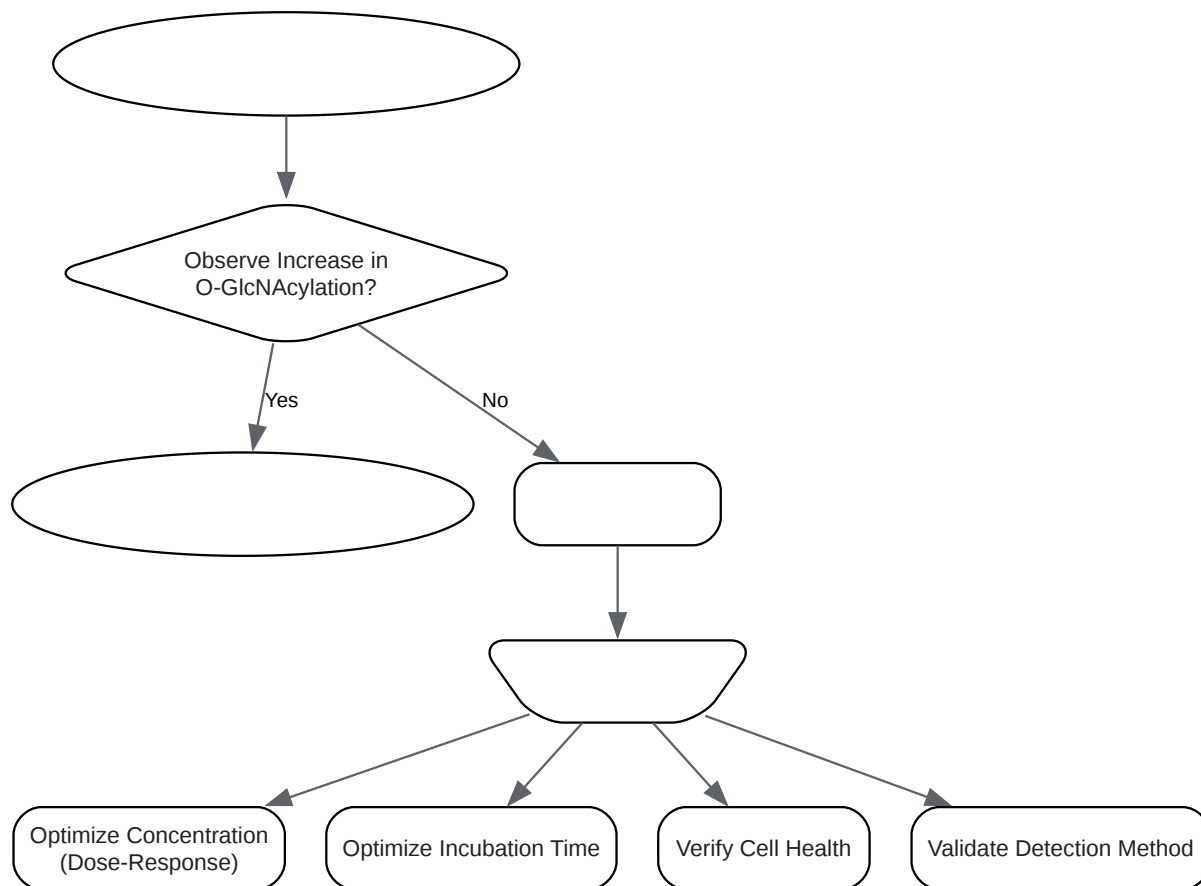 Observe Increase in
O-GlcNAcylation?
Yes
No
Optimize Concentration
(Dose-Response)
Optimize Incubation Time
Verify Cell Health
Validate Detection Method